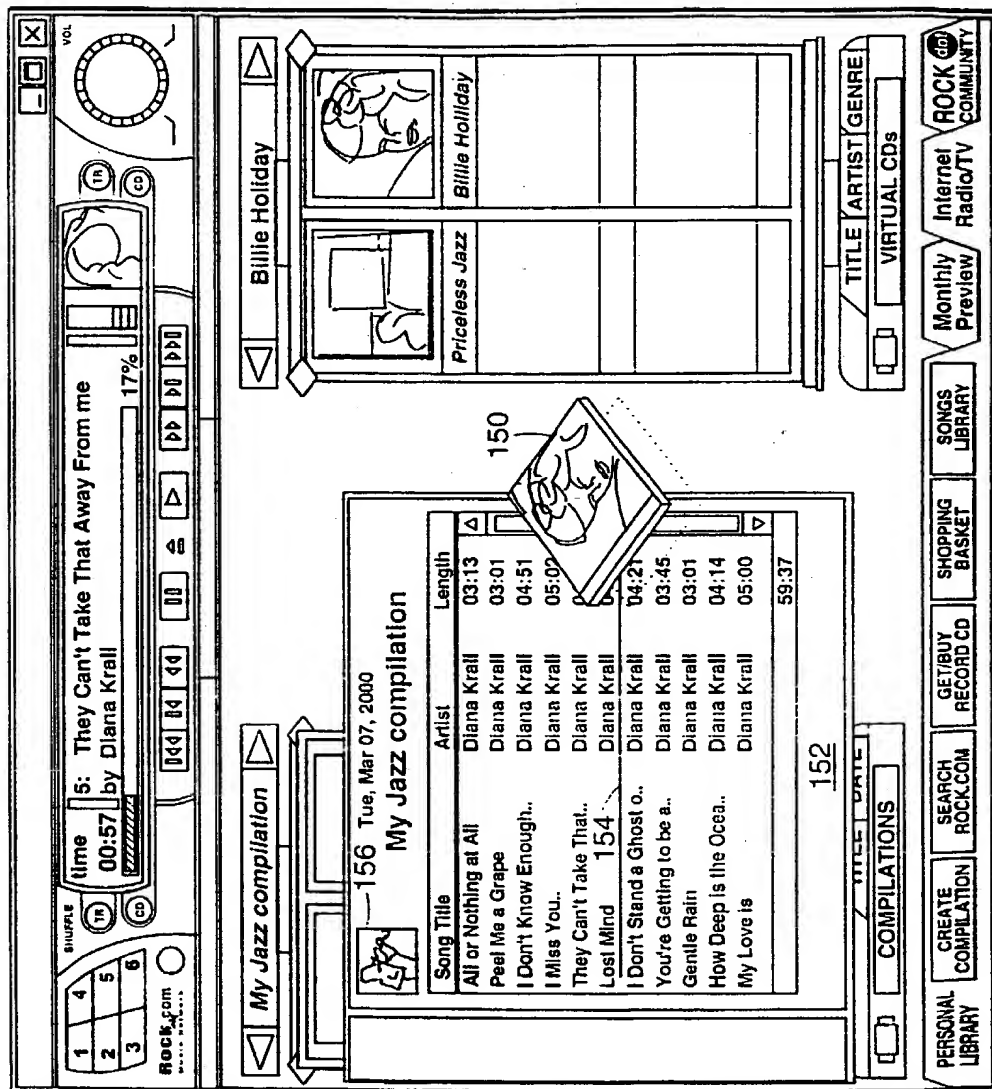 SHUFFLE
1 4
2 5
3 6
Rock.com
TR
CD
time 5: They Can't Take That Away From me
00:57 by Diana Krall
17%
TR
CD
VOL
My Jazz compilation
Billie Holiday
156 Tue, Mar 07, 2000
My Jazz compilation
Song Title Artist Length
All or Nothing at All Diana Krall 03:13
Peel Me a Grape Diana Krall 03:01
I Don't Know Enough.. Diana Krall 04:51
I Miss You.. Diana Krall 05:02
They Can't Take That.. Diana Krall
Lost Mind Diana Krall
154
I Don't Stand a Ghost o.. Diana Krall 04:21
You're Getting to be a.. Diana Krall 03:45
Gentle Rain Diana Krall 03:01
How Deep is the Ocea.. Diana Krall 04:14
My Love is Diana Krall 05:00
59:37
150
152
Priceless Jazz
Billie Holliday
TITLE DATE
COMPILATIONS
TITLE ARTIST GENRE
VIRTUAL CDs
PERSONAL LIBRARY
CREATE COMPILATION
SEARCH ROCK.COM
GET/BUY RECORD CD
SHOPPING BASKET
SONGS LIBRARY
Monthly Preview
Internet Radio/TV
ROCK dot COMMUNITY